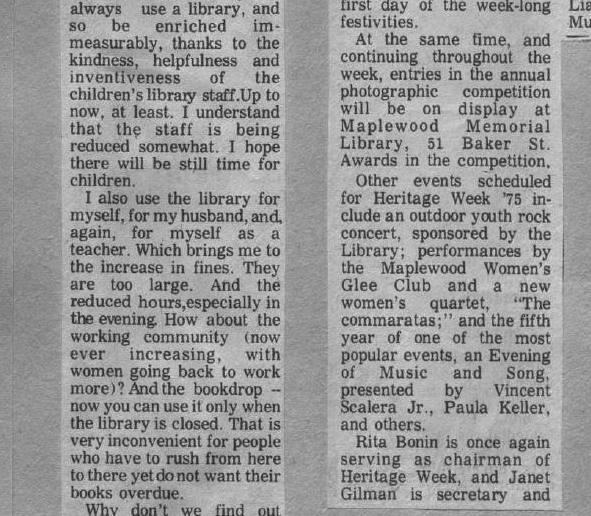 always use a library, and
so be enriched im-
measurably, thanks to the
kindness, helpfulness and
inventiveness of the
children's library staff.Up to
now, at least. I understand
that the staff is being
reduced somewhat. I hope
there will be still time for
children.
I also use the library for
myself, for my husband, and,
again, for myself as a
teacher. Which brings me to
the increase in fines. They
are too large. And the
reduced hours,especially in
the evening. How about the
working community (now
ever increasing, with
women going back to work
more)? And the bookdrop --
now you can use it only when
the library is closed. That is
very inconvenient for people
who have to rush from here
to there yet do not want their
books overdue.
Why don't we find out
first day of the week-long
festivities.
At the same time, and
continuing throughout the
week, entries in the annual
photographic competition
will be on display at
Maplewood Memorial
Library, 51 Baker St.
Awards in the competition,
Other events scheduled
for Heritage Week '75 in-
clude an outdoor youth rock
concert, sponsored by the
Library; performances by
the Maplewood Women's
Glee Club and a new
women's quartet, "The
commaratas;" and the fifth
year of one of the most
popular events, an Evening
of Music and Song,
presented by Vincent
Scalera Jr., Paula Keller,
and others.
Rita Bonin is once again
serving as chairman of
Heritage Week, and Janet
Gilman is secretary and
Lia
Mu